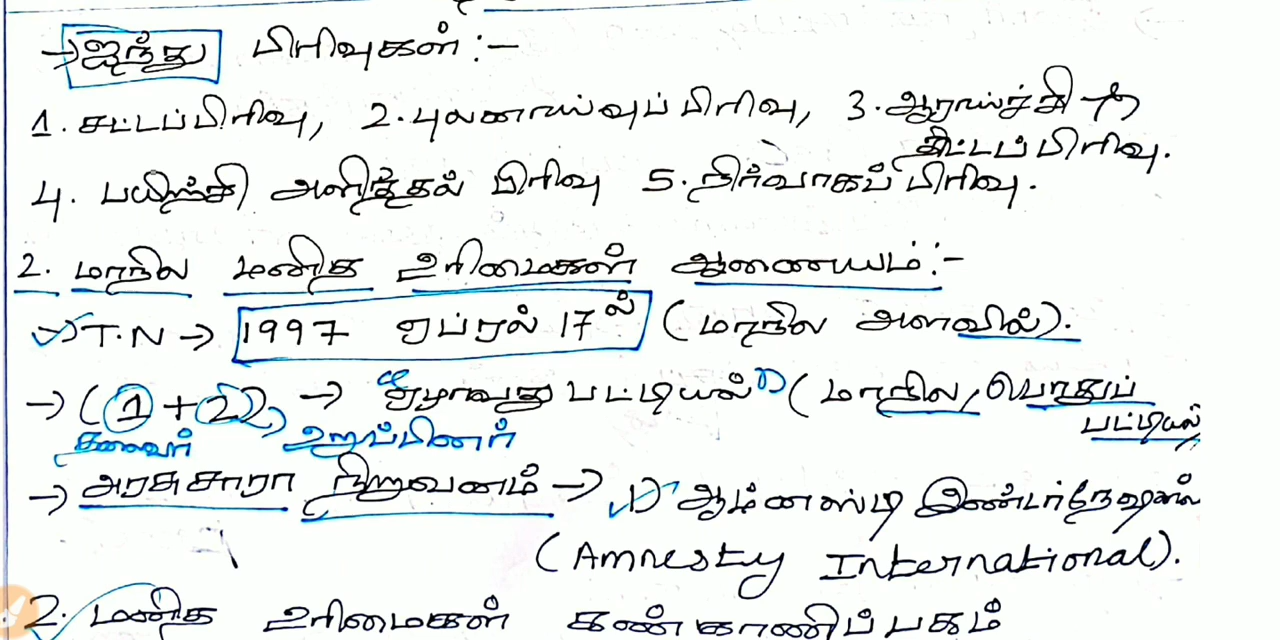 → ஐந்து பிரிவுகள் :-
1. சட்டப்பிரிவு, 2. புலனாய்வுப் பிரிவு, 3. ஆராய்ச்சி +
திட்டப் பிரிவு.
4. பயிற்சி அளித்தல் பிரிவு 5. நிர்வாகப் பிரிவு.
2. மாநில மனித உரிமைகள் ஆணையம் :-
→ T.N → 1997 ஏப்ரல் 17ல் (மாநில அளவில்).
→ (1 + 2) → "ஏழாவது பட்டியல்" (மாநில, பொதுப்
பட்டியல்
தலைவர் உறுப்பினர்
→ அரசு சாரா நிறுவனம் → 1) ஆம்னஸ்டி இண்டர்நேஷனல்
(Amnesty International).
2. மனித உரிமைகள் கண்காணிப்பகம்